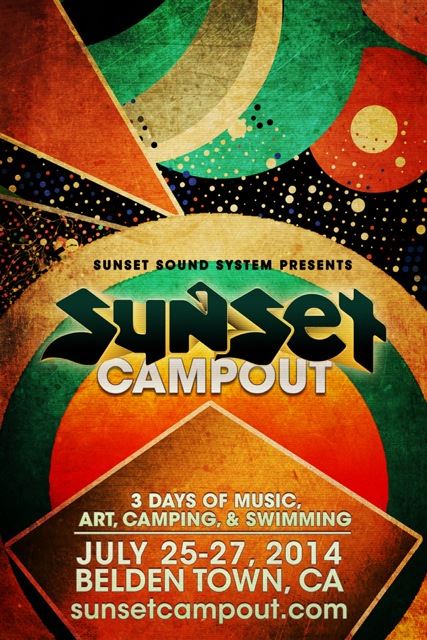 SUNSET SOUND SYSTEM PRESENTS
SUNSET
CAMPOUT
3 DAYS OF MUSIC,
ART, CAMPING, & SWIMMING
JULY 25-27, 2014
BELDEN TOWN, CA
sunsetcampout.com